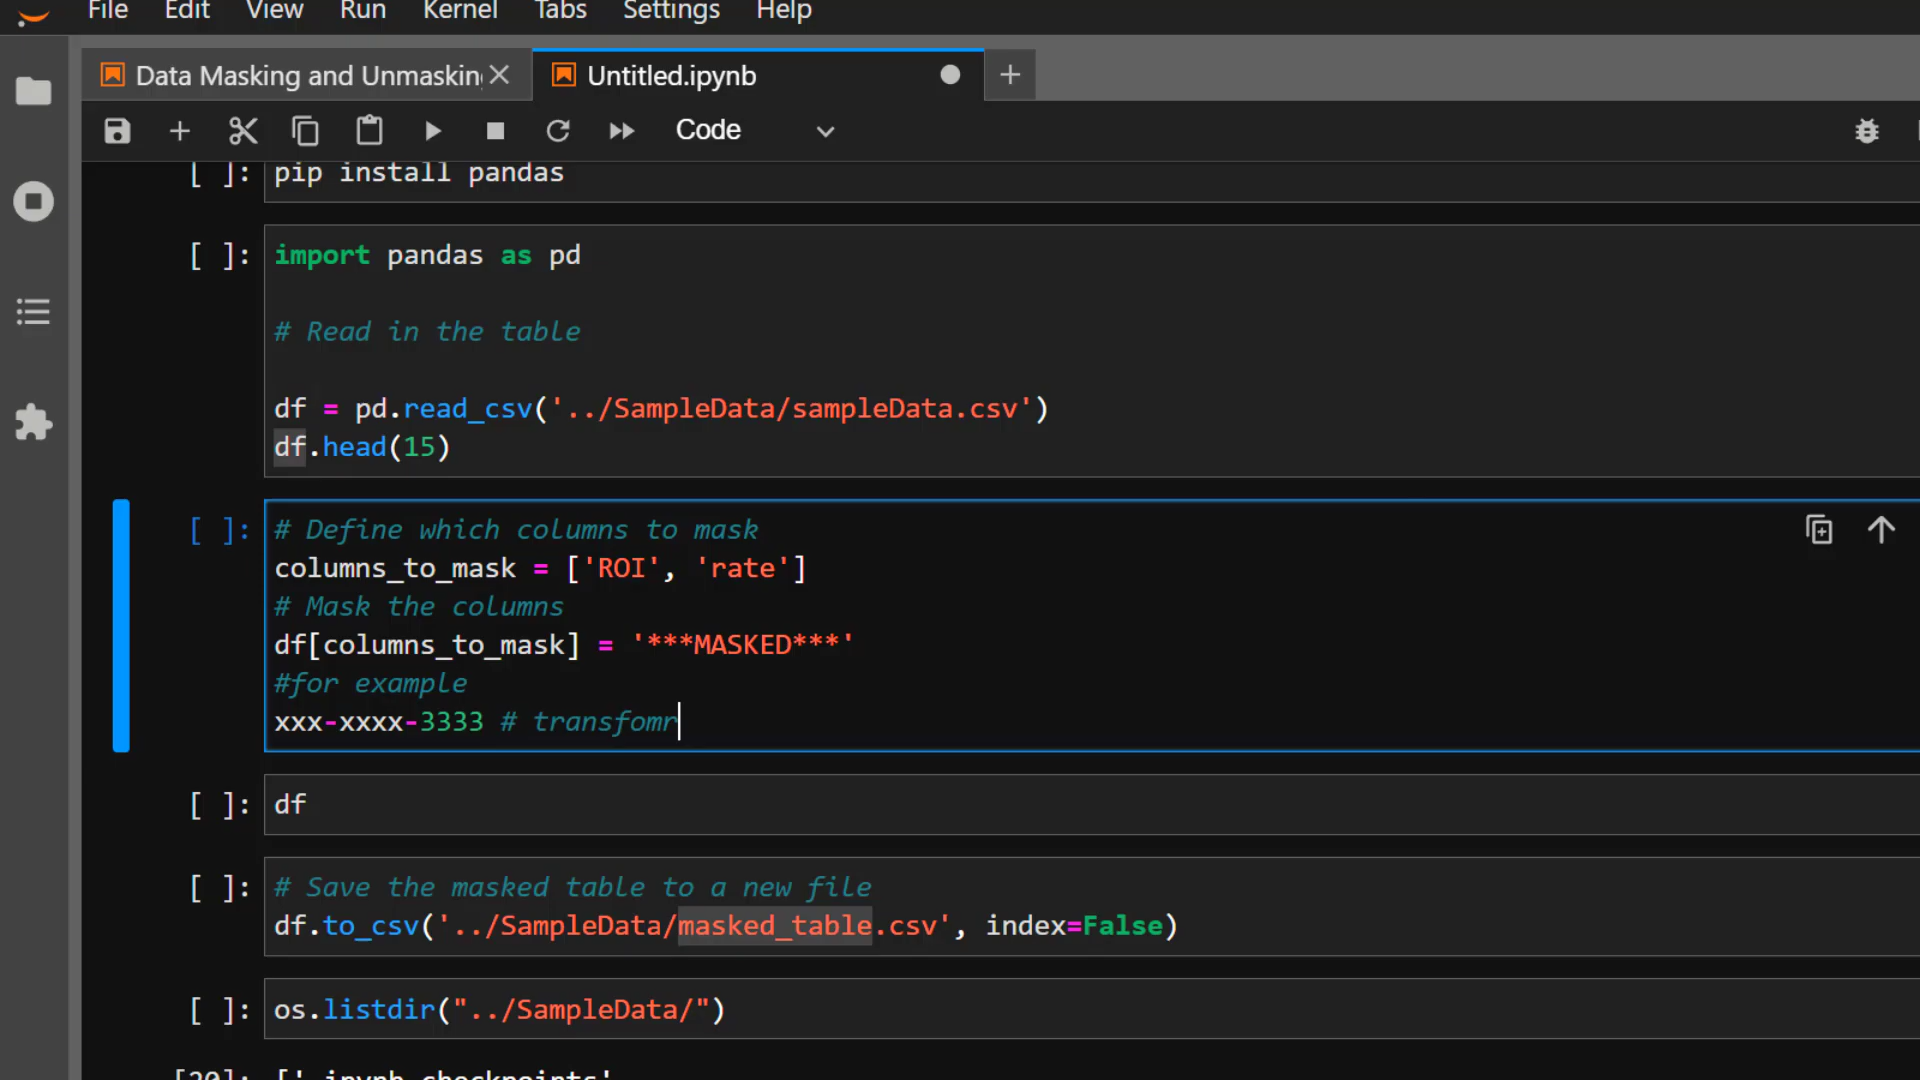 File Edit View Run Kernel Tabs Settings Help
Data Masking and Unmasking Untitled.ipynb
Code
[ ]: pip install pandas
[ ]: import pandas as pd
# Read in the table
df = pd.read_csv('../SampleData/sampleData.csv')
df.head(15)
[ ]: # Define which columns to mask
columns_to_mask = ['ROI', 'rate']
# Mask the columns
df[columns_to_mask] = '***MASKED***'
#for example
xxx-xxxx-3333 # transfomr
[ ]: df
[ ]: # Save the masked table to a new file
df.to_csv('../SampleData/masked_table.csv', index=False)
[ ]: os.listdir("../SampleData/")
[20]: ['.ipynb_checkpoints',